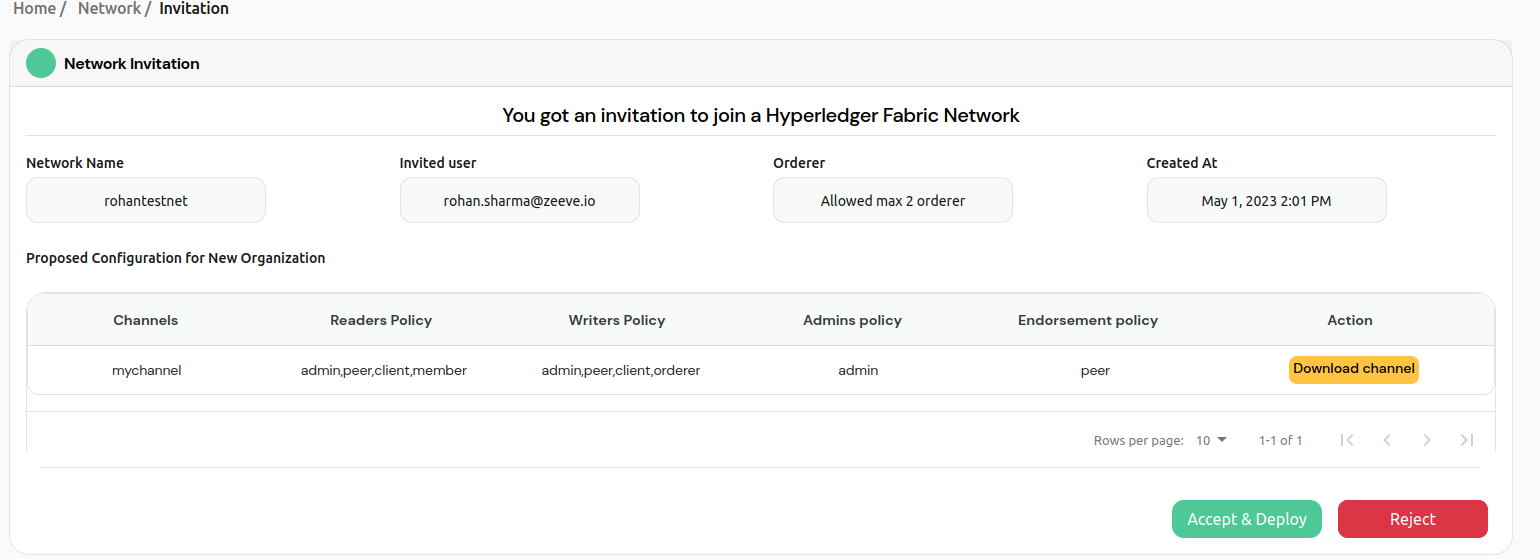 Home / Network / Invitation
Network Invitation
You got an invitation to join a Hyperledger Fabric Network
Network Name Invited user Orderer Created At
rohantestnet rohan.sharma@zeeve.io Allowed max 2 orderer May 1, 2023 2:01 PM
Proposed Configuration for New Organization
Channels Readers Policy Writers Policy Admins policy Endorsement policy Action
mychannel admin,peer,client,member admin,peer,client,orderer admin peer Download channel
Rows per page: 10 1-1 of 1
Accept & Deploy Reject